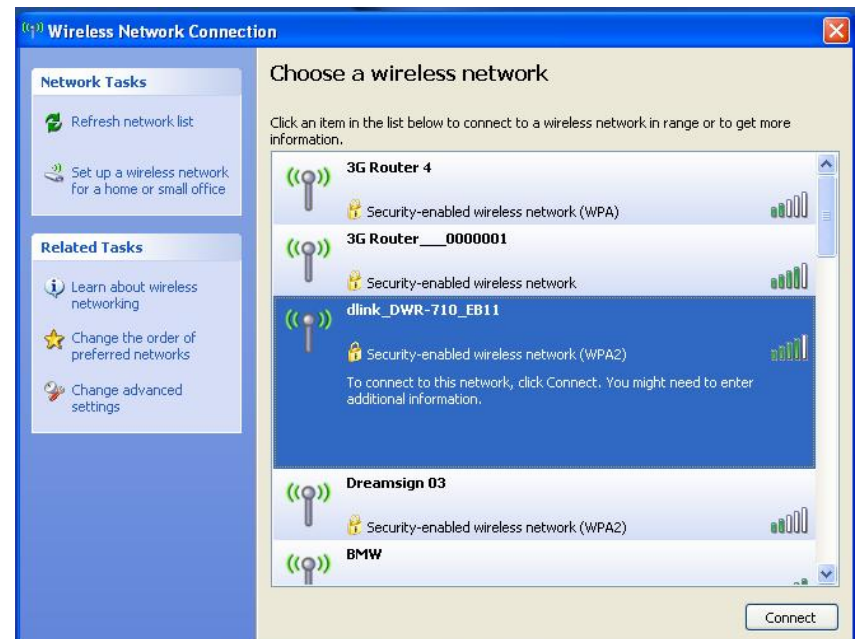 Wireless Network Connection
Network Tasks
Refresh network list
Set up a wireless network
for a home or small office
Related Tasks
Learn about wireless
networking
Change the order of
preferred networks
Change advanced
settings
Choose a wireless network
Click an item in the list below to connect to a wireless network in range or to get more
information.
3G Router 4
Security-enabled wireless network (WPA)
3G Router___0000001
Security-enabled wireless network
dlink_DWR-710_EB11
Security-enabled wireless network (WPA2)
To connect to this network, click Connect. You might need to enter
additional information.
Dreamsign 03
Security-enabled wireless network (WPA2)
BMW
Connect